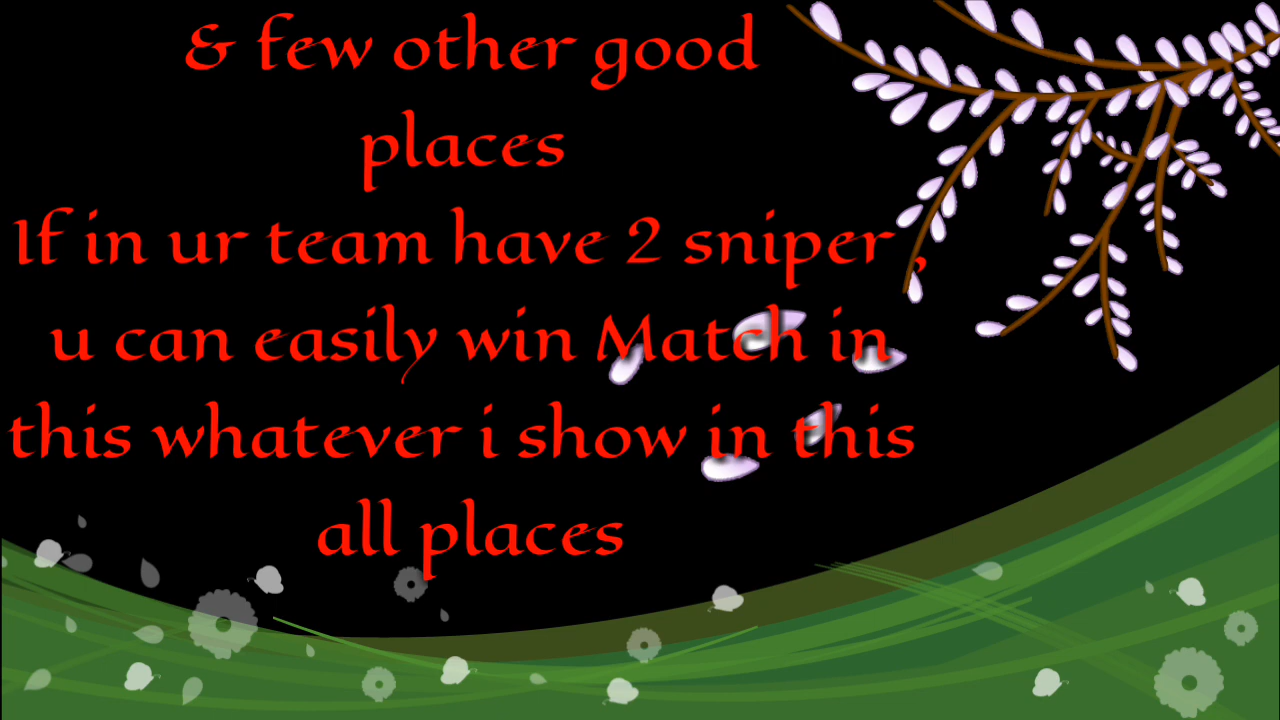 & few other good
places
If in ur team have 2 sniper ,
u can easily win Match in
this whatever i show in this
all places